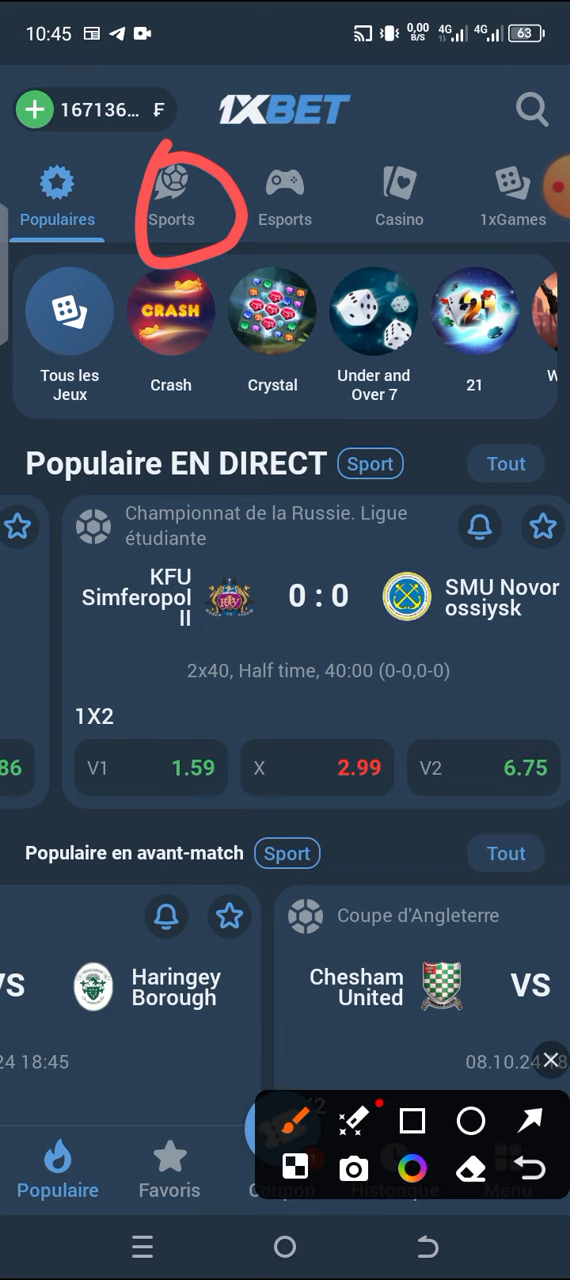 10:45
0,00
B/S
4G
4G
63
167136... ₣
1XBET
Populaires
Sports
Esports
Casino
1xGames
CRASH
21
Tous les
Jeux
Crash
Crystal
Under and
Over 7
21
W
Populaire EN DIRECT
Sport
Tout
Championnat de la Russie. Ligue
étudiante
KFU
Simferopol
II
0 : 0
SMU Novor
ossiysk
2x40, Half time, 40:00 (0-0,0-0)
1X2
86
V1 1.59
X 2.99
V2 6.75
Populaire en avant-match
Sport
Tout
Coupe d'Angleterre
VS
Haringey
Borough
Chesham
United
VS
24 18:45
08.10.24 18
Populaire
Favoris
Coupon
Historique
Menu